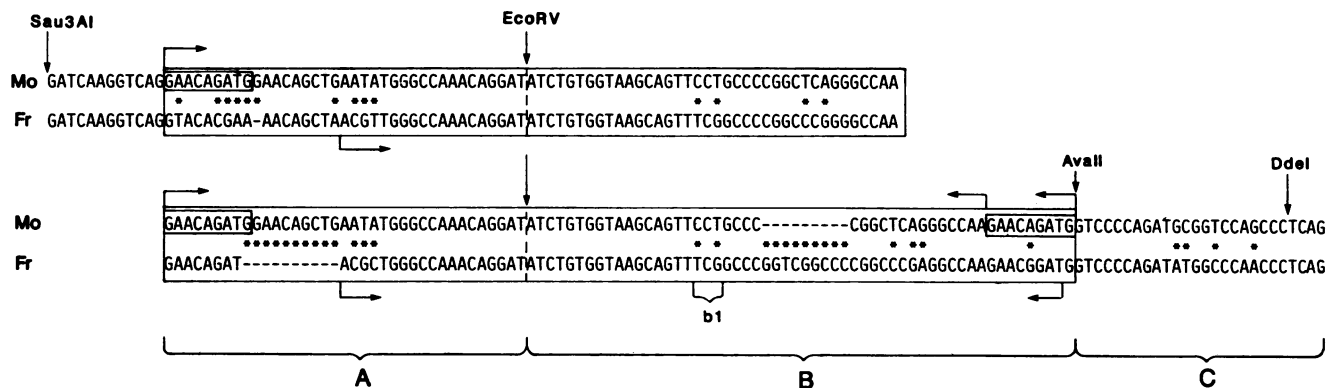 Sau3AI EcoRV
Mo GATCAAGGTCAGGAACAGATGGAACAGCTGAATATGGGCCAAACAGGATATCTGTGGTAAGCAGTTCCTGCCCCGGCTCAGGGCCAA
* ***** * *** * * * *
Fr GATCAAGGTCAGGTACACGAA-AACAGCTAACGTTGGGCCAAACAGGATATCTGTGGTAAGCAGTTTCGGCCCCGGCCCGGGGCCAA
AvaII DdeI
Mo GAACAGATGGAACAGCTGAATATGGGCCAAACAGGATATCTGTGGTAAGCAGTTCCTGCCC---------CGGCTCAGGGCCAAGAACAGATGGTCCCCAGATGCGGTCCAGCCCTCAG
********** *** * * ********* * ** * ** * *
Fr GAACAGAT----------ACGCTGGGCCAAACAGGATATCTGTGGTAAGCAGTTTCGGCCCGGTCGGCCCCGGCCCGAGGCCAAGAACGGATGGTCCCCAGATATGGCCCAACCCTCAG
b1
A B C